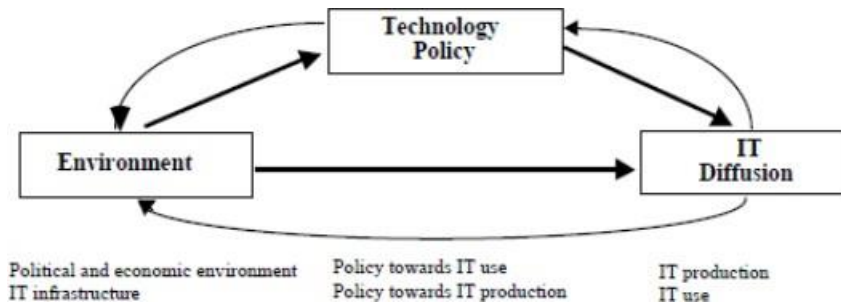 Technology
Policy
Environment
IT
Diffusion
Political and economic environment
IT infrastructure
Policy towards IT use
Policy towards IT production
IT production
IT use